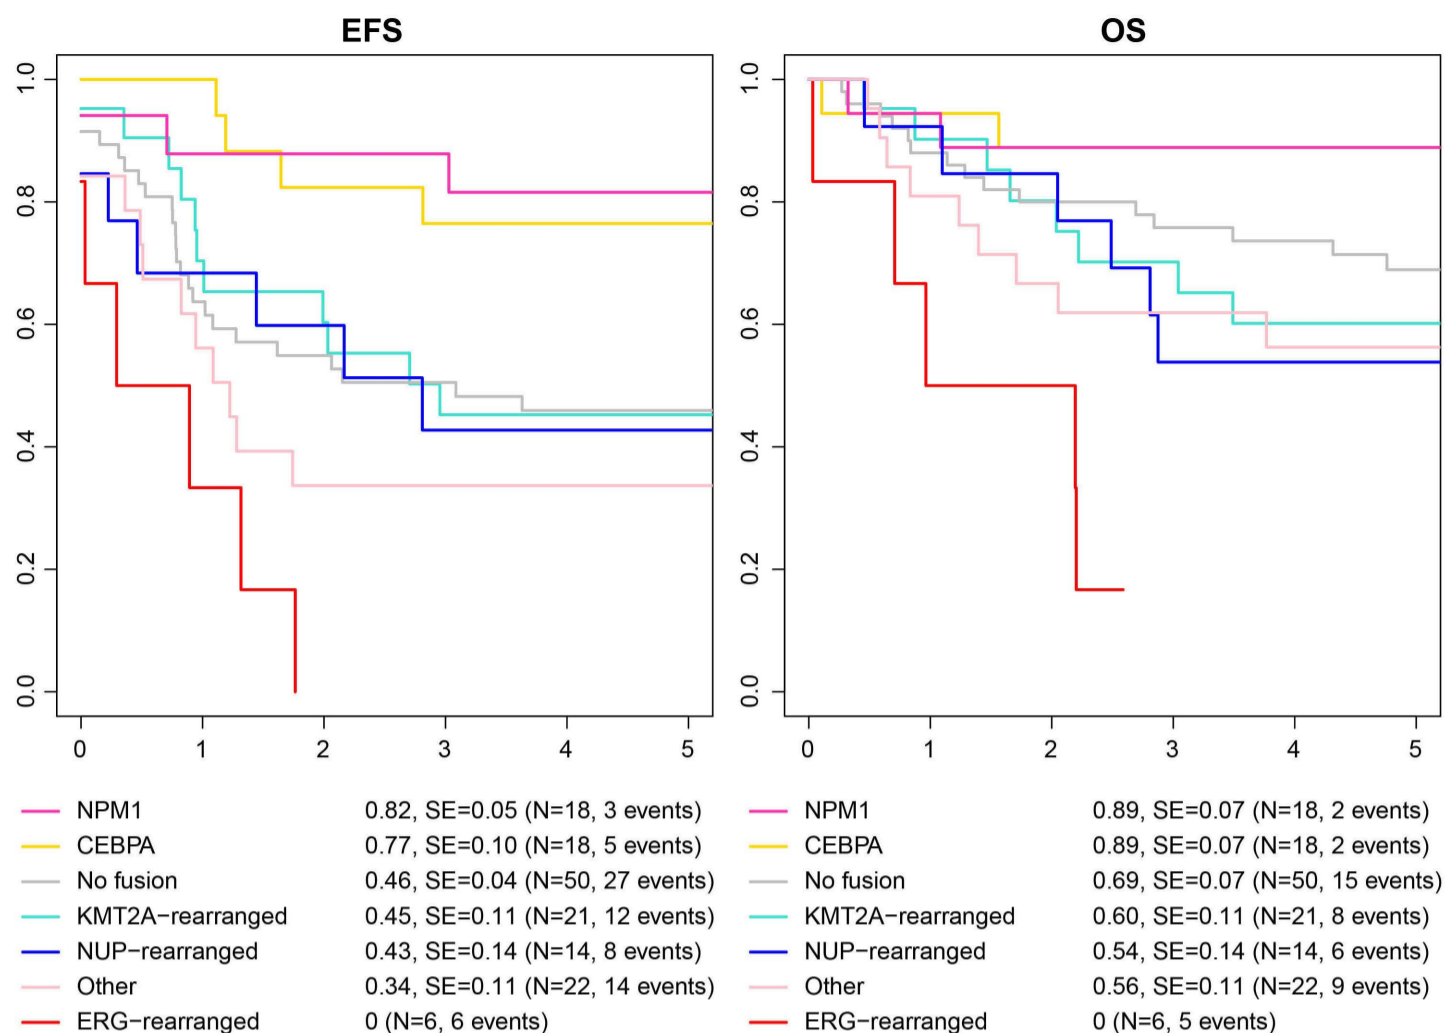 EFS
OS
1.0
0.8
0.6
0.4
0.2
0.0
0 1 2 3 4 5
1.0
0.8
0.6
0.4
0.2
0.0
0 1 2 3 4 5
NPM1 0.82, SE=0.05 (N=18, 3 events)
CEBPA 0.77, SE=0.10 (N=18, 5 events)
No fusion 0.46, SE=0.04 (N=50, 27 events)
KMT2A−rearranged 0.45, SE=0.11 (N=21, 12 events)
NUP−rearranged 0.43, SE=0.14 (N=14, 8 events)
Other 0.34, SE=0.11 (N=22, 14 events)
ERG−rearranged 0 (N=6, 6 events)
NPM1 0.89, SE=0.07 (N=18, 2 events)
CEBPA 0.89, SE=0.07 (N=18, 2 events)
No fusion 0.69, SE=0.07 (N=50, 15 events)
KMT2A−rearranged 0.60, SE=0.11 (N=21, 8 events)
NUP−rearranged 0.54, SE=0.14 (N=14, 6 events)
Other 0.56, SE=0.11 (N=22, 9 events)
ERG−rearranged 0 (N=6, 5 events)